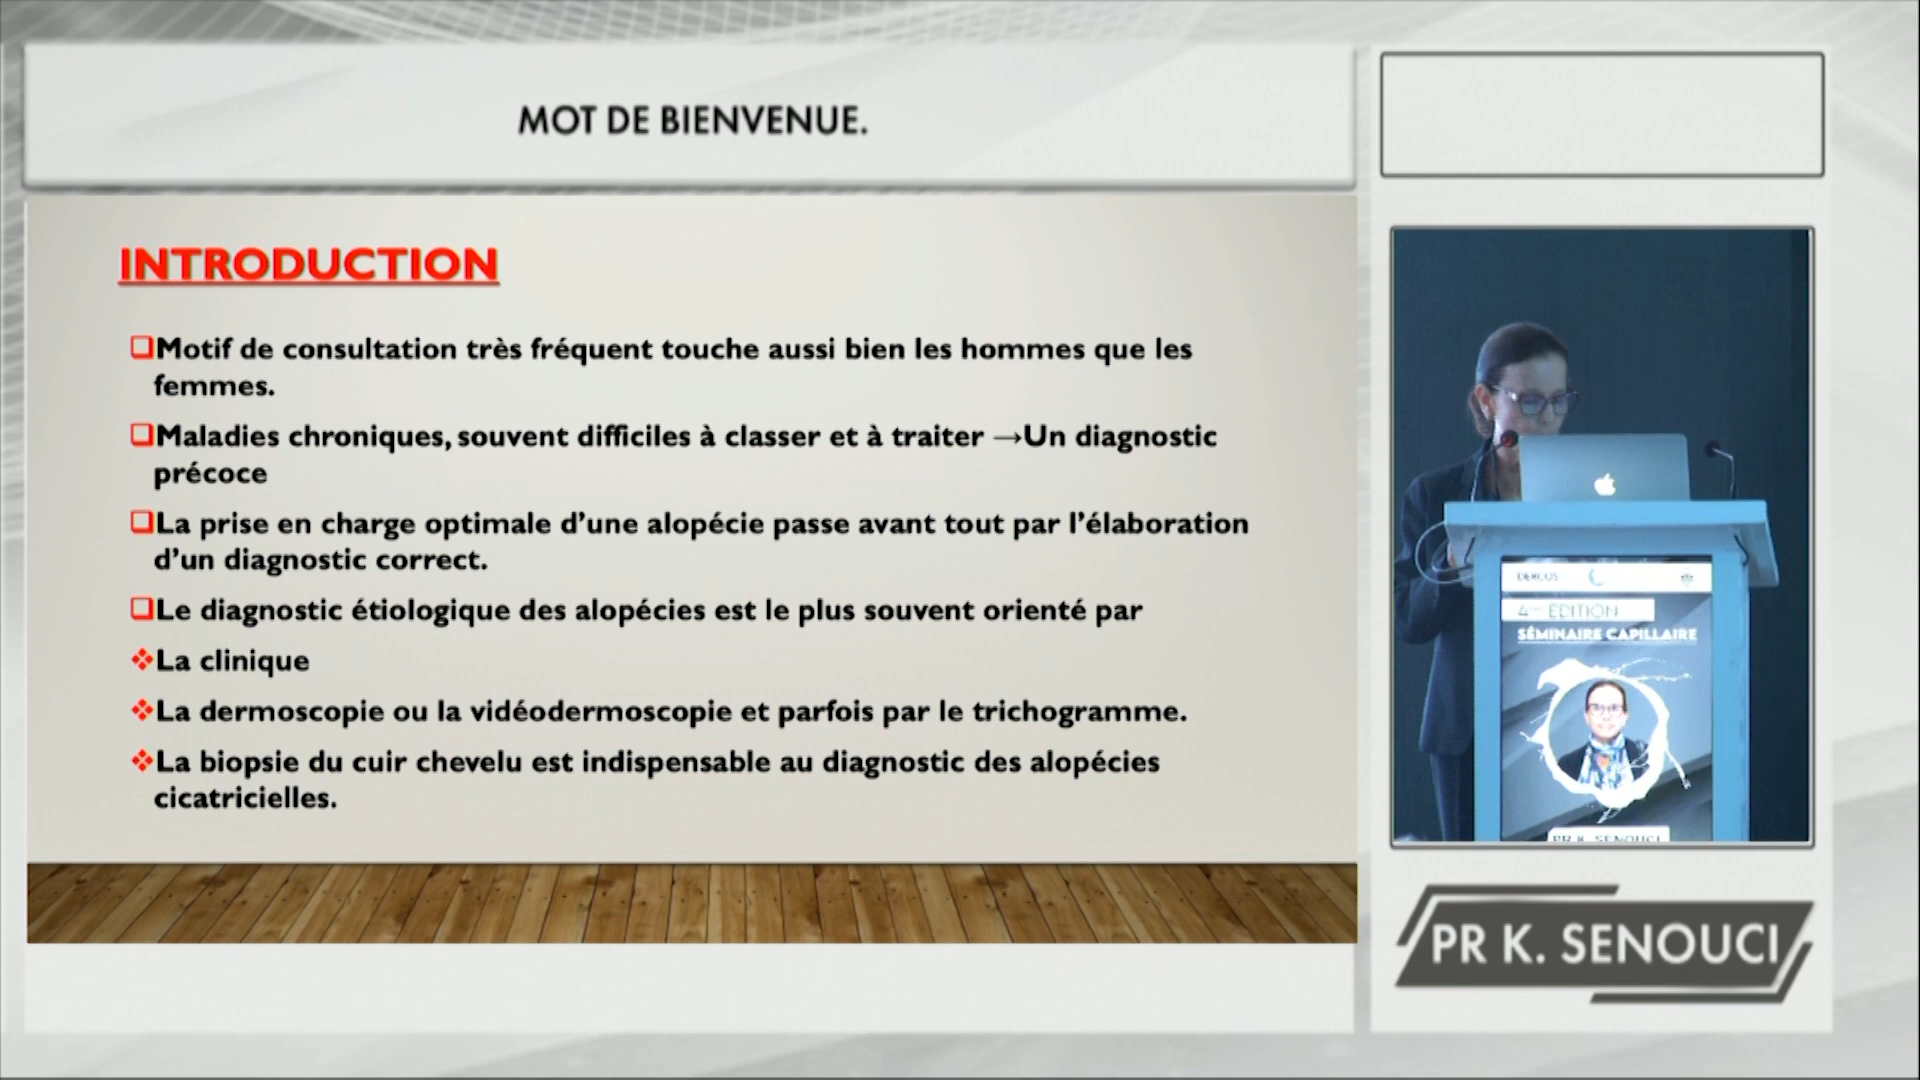 MOT DE BIENVENUE.
INTRODUCTION
❑Motif de consultation très fréquent touche aussi bien les hommes que les
femmes.
❑Maladies chroniques, souvent difficiles à classer et à traiter →Un diagnostic
précoce
❑La prise en charge optimale d’une alopécie passe avant tout par l’élaboration
d’un diagnostic correct.
❑Le diagnostic étiologique des alopécies est le plus souvent orienté par
❖La clinique
❖La dermoscopie ou la vidéodermoscopie et parfois par le trichogramme.
❖La biopsie du cuir chevelu est indispensable au diagnostic des alopécies
cicatricielles.
DERCOS
4ème EDITION
SÉMINAIRE CAPILLAIRE
PR K. SENOUCI
PR K. SENOUCI